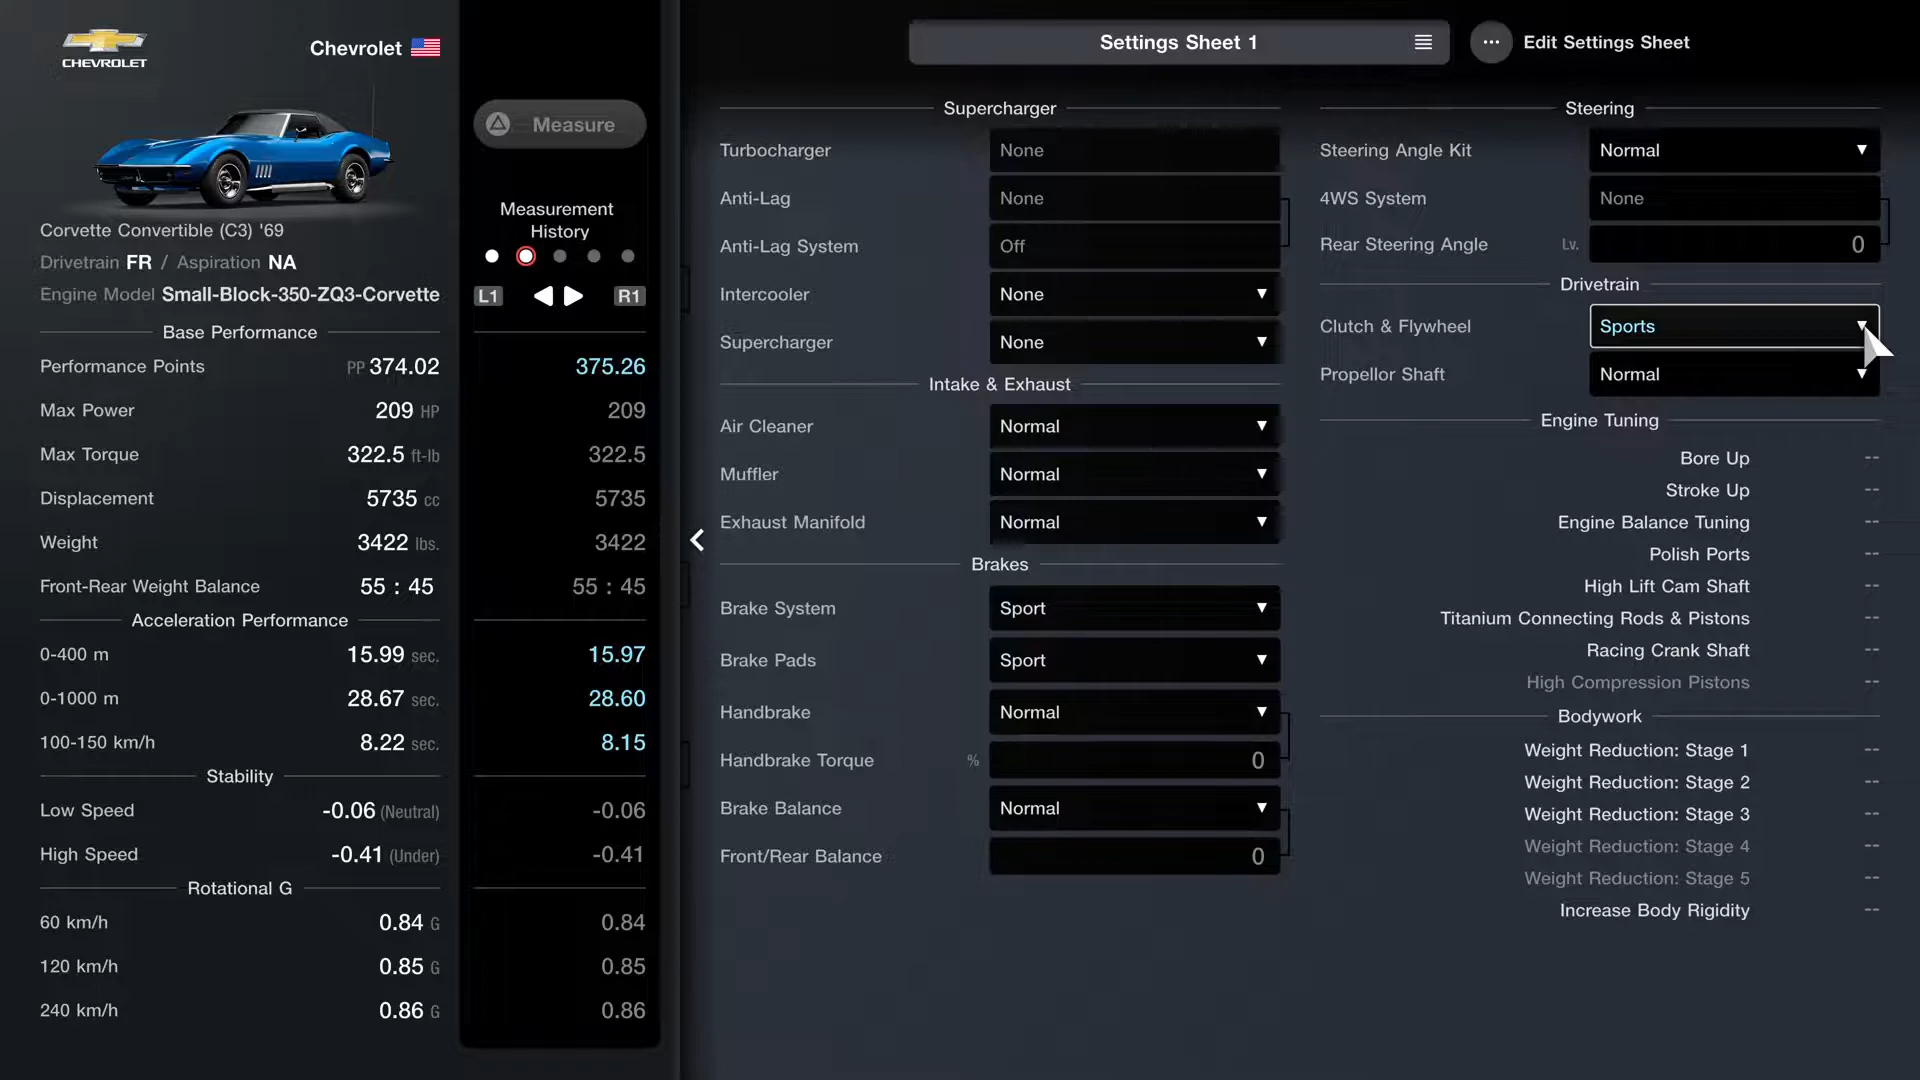 CHEVROLET
Chevrolet
Corvette Convertible (C3) '69
Drivetrain FR / Aspiration NA
Engine Model Small-Block-350-ZQ3-Corvette
Base Performance
Performance Points PP 374.02
Max Power 209 HP
Max Torque 322.5 ft-lb
Displacement 5735 cc
Weight 3422 lbs.
Front-Rear Weight Balance 55 : 45
Acceleration Performance
0-400 m 15.99 sec.
0-1000 m 28.67 sec.
100-150 km/h 8.22 sec.
Stability
Low Speed -0.06 (Neutral)
High Speed -0.41 (Under)
Rotational G
60 km/h 0.84 G
120 km/h 0.85 G
240 km/h 0.86 G
Measure
Measurement
History
L1 R1
375.26
209
322.5
5735
3422
55 : 45
15.97
28.60
8.15
-0.06
-0.41
0.84
0.85
0.86
Settings Sheet 1
Edit Settings Sheet
Supercharger
Turbocharger None
Anti-Lag None
Anti-Lag System Off
Intercooler None
Supercharger None
Intake & Exhaust
Air Cleaner Normal
Muffler Normal
Exhaust Manifold Normal
Brakes
Brake System Sport
Brake Pads Sport
Handbrake Normal
Handbrake Torque % 0
Brake Balance Normal
Front/Rear Balance 0
Steering
Steering Angle Kit Normal
4WS System None
Rear Steering Angle Lv. 0
Drivetrain
Clutch & Flywheel Sports
Propellor Shaft Normal
Engine Tuning
Bore Up --
Stroke Up --
Engine Balance Tuning --
Polish Ports --
High Lift Cam Shaft --
Titanium Connecting Rods & Pistons --
Racing Crank Shaft --
High Compression Pistons --
Bodywork
Weight Reduction: Stage 1 --
Weight Reduction: Stage 2 --
Weight Reduction: Stage 3 --
Weight Reduction: Stage 4 --
Weight Reduction: Stage 5 --
Increase Body Rigidity --